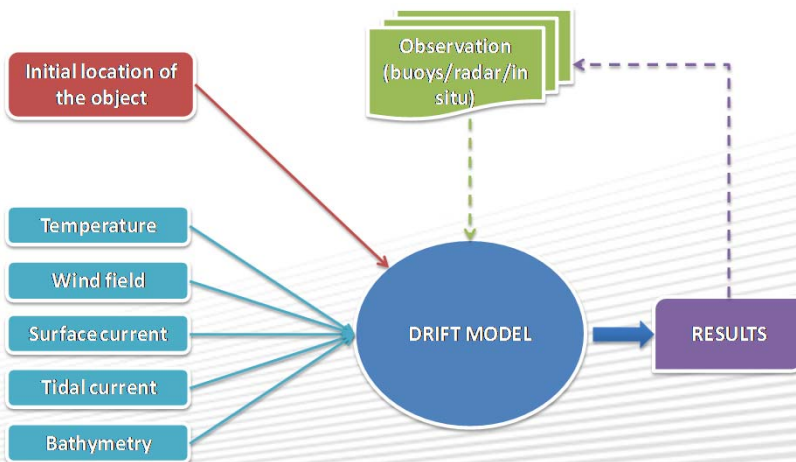 Observation
(buoys/radar/in
situ)
Initial location of
the object
Temperature
Wind field
Surface current
Tidal current
Bathymetry
DRIFT MODEL
RESULTS